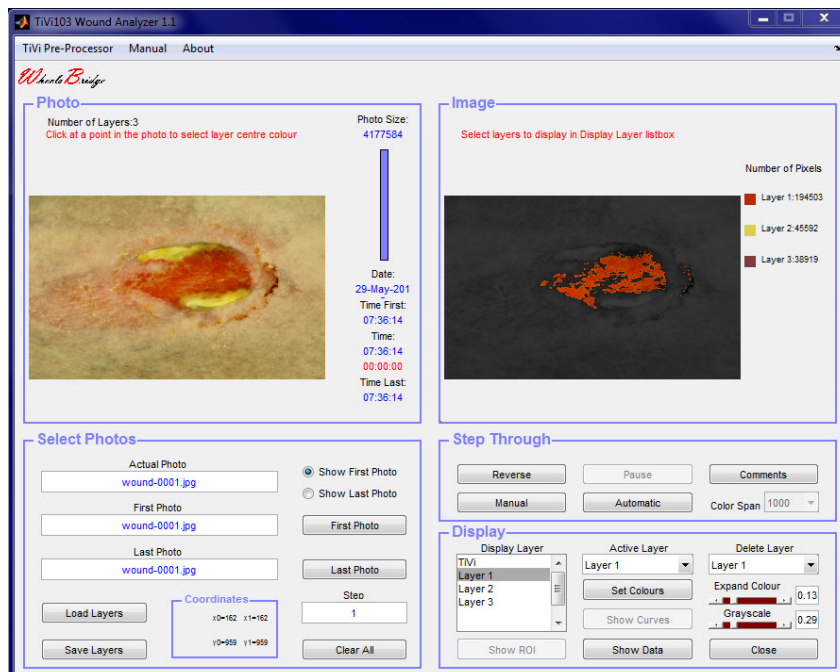 TiVi103 Wound Analyzer 1.1
TiVi Pre-Processor Manual About
Wheels Bridge
Photo
Number of Layers:3
Click at a point in the photo to select layer centre colour
Photo Size:
4177584
Date:
29-May-201
Time First:
07:36:14
Time:
07:36:14
00:00:00
Time Last:
07:36:14
Image
Select layers to display in Display Layer listbox
Number of Pixels
Layer 1:194503
Layer 2:45592
Layer 3:38919
Select Photos
Actual Photo
wound-0001.jpg
First Photo
wound-0001.jpg
Last Photo
wound-0001.jpg
Show First Photo
Show Last Photo
First Photo
Last Photo
Step
1
Load Layers
Save Layers
Coordinates
x0=162 x1=162
y0=959 y1=959
Clear All
Step Through
Reverse Pause Comments
Manual Automatic Color Span 1000
Display
Display Layer
TiVi
Layer 1
Layer 2
Layer 3
Show ROI
Active Layer
Layer 1
Set Colours
Show Curves
Show Data
Delete Layer
Layer 1
Expand Colour
0.13
Grayscale
0.29
Close